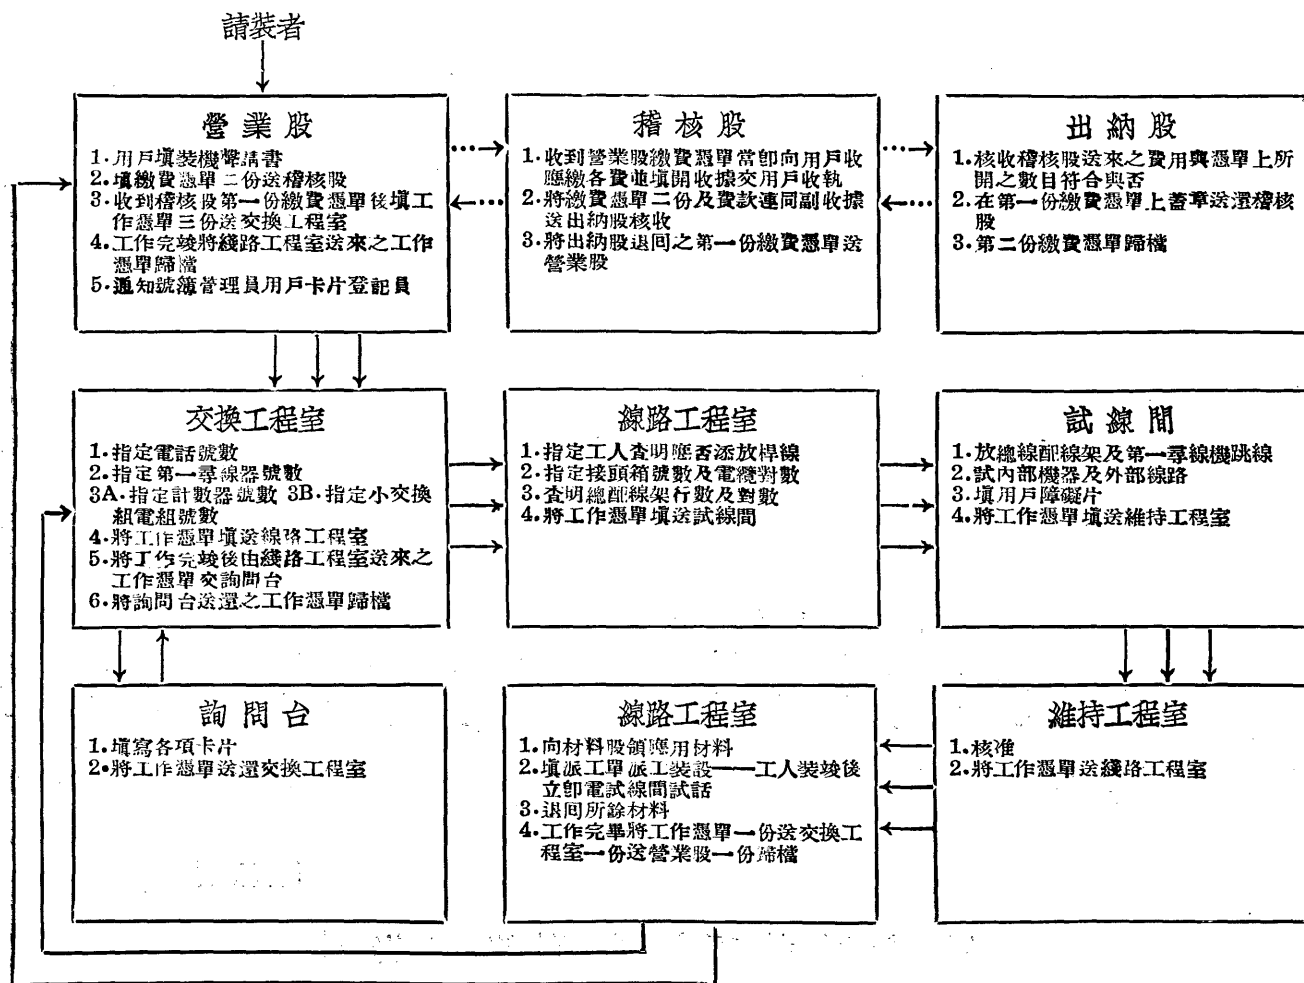 請裝者
營業股
1.用戶填裝機聲請書
2.填繳費憑單二份送稽核股
3.收到稽核股第一份繳費憑單後填工
作憑單三份送交換工程室
4.工作完竣將綫路工程室送來之工作
憑單歸檔
5.通知號簿管理員用戶卡片登記員
稽核股
1.收到營業股繳費憑單當卽向用戶收
應繳各費並填開收據交用戶收執
2.將繳費憑單二份及費欵連同副收據
送出納股核收
3.將出納股退回之第一份繳費憑單送
營業股
出納股
1.核收稽核股送來之費用與憑單上所
開之數目符合與否
2.在第一份繳費憑單上蓋章送還稽核
股
3.第二份繳費憑單歸檔
交換工程室
1.指定電話號數
2.指定第一尋線器號數
3A.指定計數器號數 3B.指定小交換
組電組號數
4.將工作憑單填送線路工程室
5.將工作完竣後由綫路工程室送來之
工作憑單交詢問台
6.將詢問台送還之工作憑單歸檔
線路工程室
1.指定工人查明應否添放桿線
2.指定接頭箱號數及電纜對數
3.查明總配線架行數及對數
4.將工作憑單填送試線間
試線間
1.放總線配線架及第一尋線機跳線
2.試內部機器及外部線路
3.填用戶障礙片
4.將工作憑單填送維持工程室
詢問台
1.填寫各項卡片
2.將工作憑單送還交換工程室
線路工程室
1.向材料股領應用材料
2.填派工單派工裝設——工人裝竣後
立卽電試線間試話
3.退回所餘材料
4.工作完畢將工作憑單一份送交換工
程室一份送營業股一份歸檔
維持工程室
1.核准
2.將工作憑單送綫路工程室